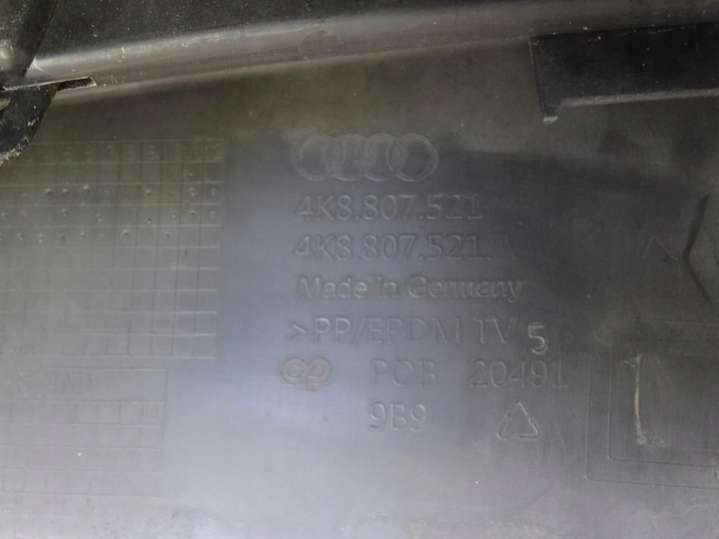 4K8.807.521
4K8.807.521.A
Made in Germany
>PP/EPDM TV 5
POB 20491
9B9